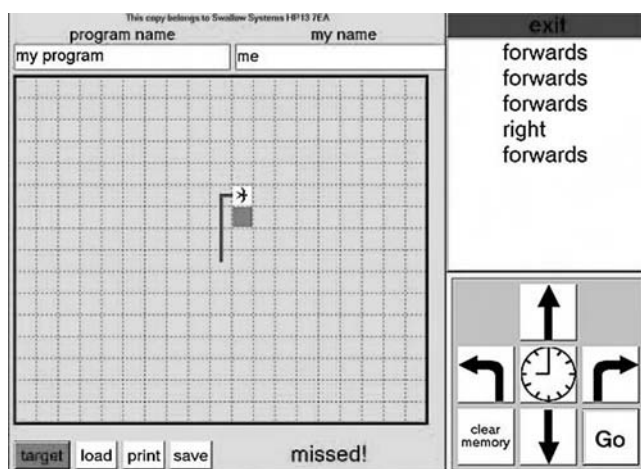 This copy belongs to Swallow Systems HP13 7EA
program name my name
my program me
exit
forwards
forwards
forwards
right
forwards
clear
memory
Go
target load print save missed!